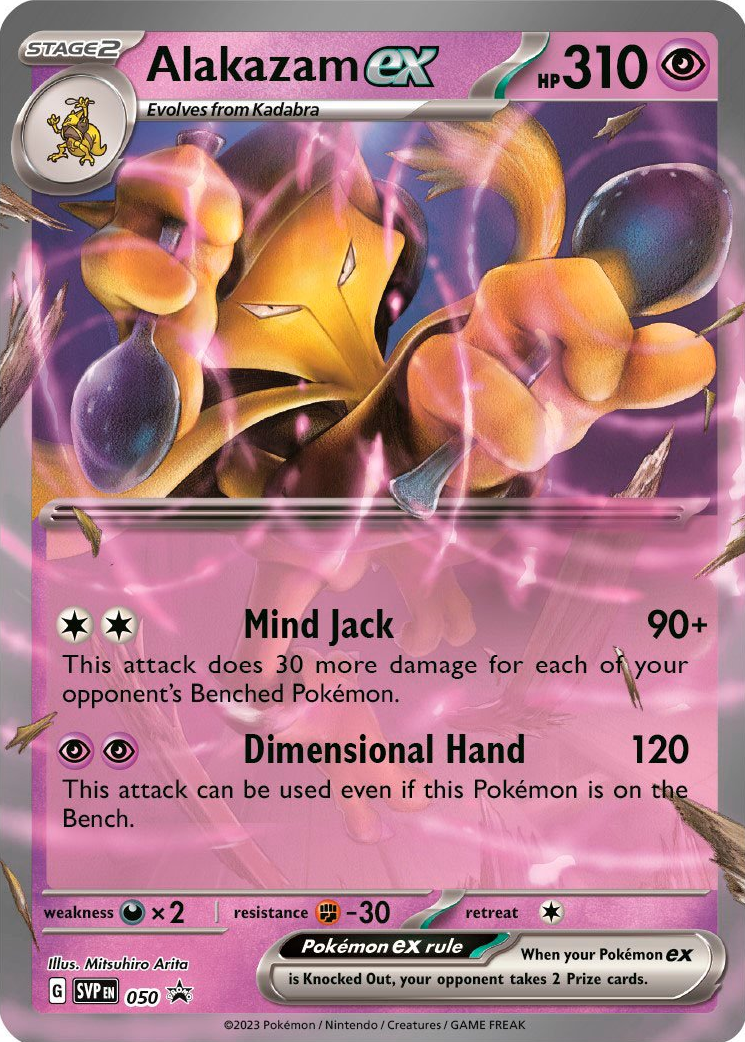 STAGE2 Alakazam ex HP310
Evolves from Kadabra
Mind Jack 90+
This attack does 30 more damage for each of your
opponent's Benched Pokémon.
Dimensional Hand 120
This attack can be used even if this Pokémon is on the
Bench.
weakness ×2 resistance -30 retreat
Pokémon ex rule When your Pokémon ex
is Knocked Out, your opponent takes 2 Prize cards.
Illus. Mitsuhiro Arita
G SVP EN 050
©2023 Pokémon / Nintendo / Creatures / GAME FREAK